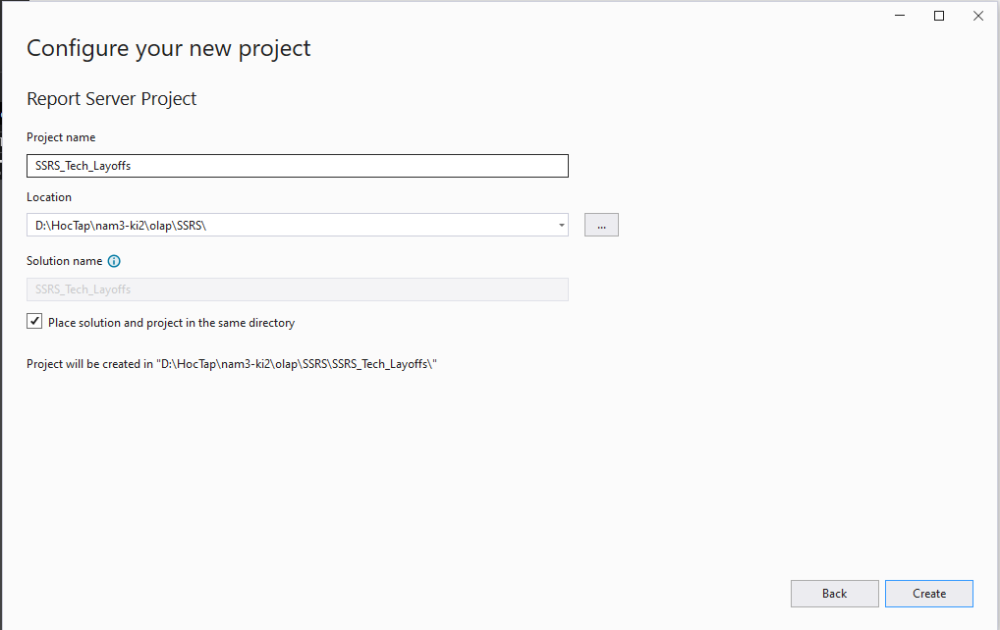 Configure your new project
Report Server Project
Project name
SSRS_Tech_Layoffs
Location
D:\HocTap\nam3-ki2\olap\SSRS\
...
Solution name
SSRS_Tech_Layoffs
Place solution and project in the same directory
Project will be created in "D:\HocTap\nam3-ki2\olap\SSRS\SSRS_Tech_Layoffs\"
Back
Create